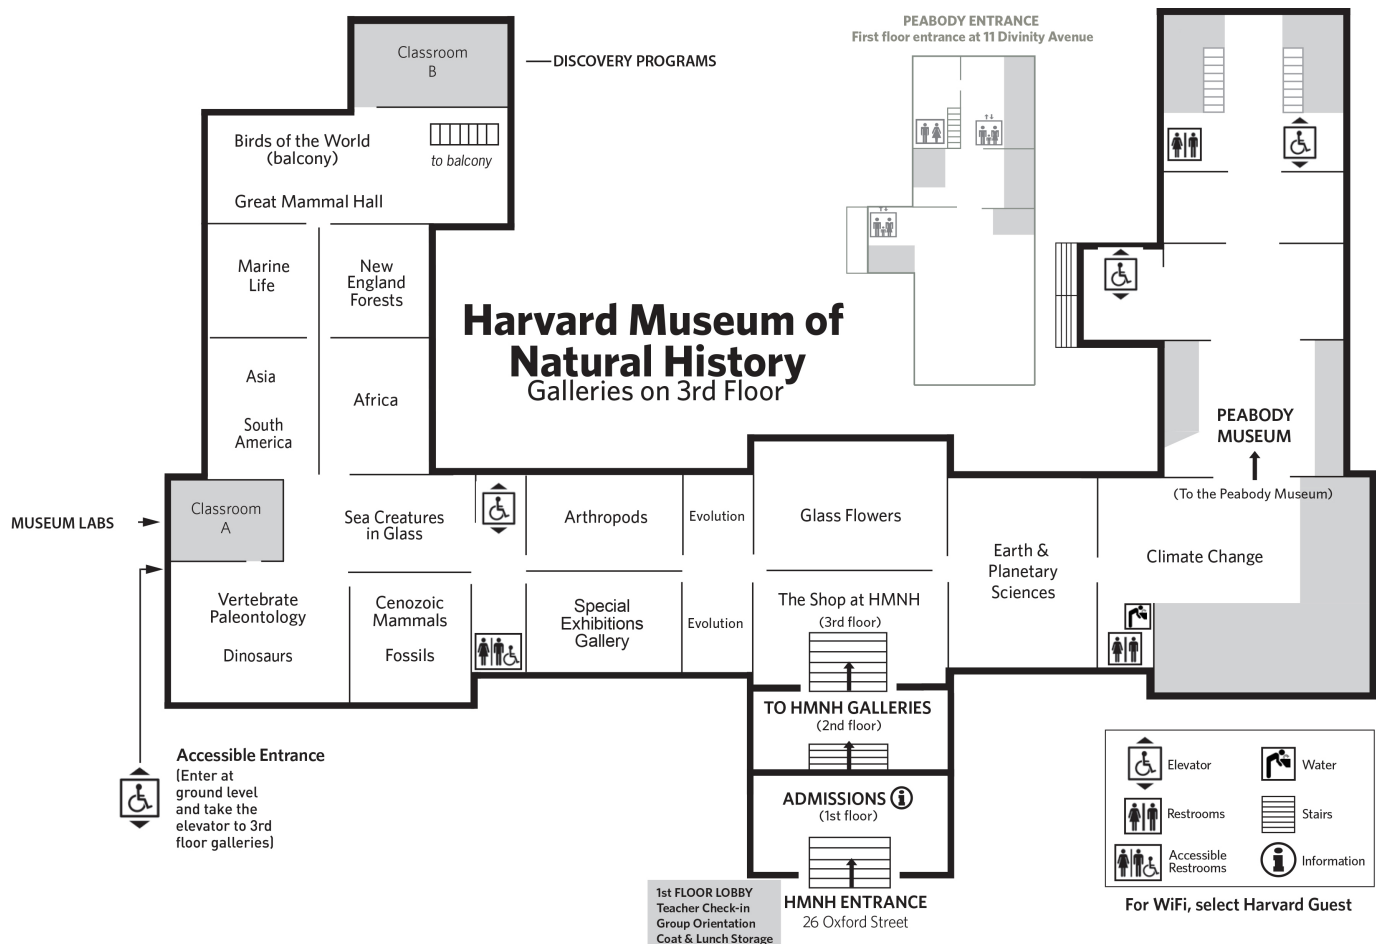 PEABODY ENTRANCE
First floor entrance at 11 Divinity Avenue
Classroom
B
DISCOVERY PROGRAMS
Birds of the World
(balcony)
to balcony
Great Mammal Hall
Marine
Life
New
England
Forests
Harvard Museum of
Natural History
Galleries on 3rd Floor
Asia
South
America
Africa
PEABODY
MUSEUM
(To the Peabody Museum)
MUSEUM LABS
Classroom
A
Sea Creatures
in Glass
Arthropods
Evolution
Glass Flowers
Earth &
Planetary
Sciences
Climate Change
Vertebrate
Paleontology
Dinosaurs
Cenozoic
Mammals
Fossils
Special
Exhibitions
Gallery
Evolution
The Shop at HMNH
(3rd floor)
TO HMNH GALLERIES
(2nd floor)
ADMISSIONS
(1st floor)
HMNH ENTRANCE
26 Oxford Street
1st FLOOR LOBBY
Teacher Check-in
Group Orientation
Coat & Lunch Storage
Accessible Entrance
(Enter at
ground level
and take the
elevator to 3rd
floor galleries)
Elevator
Water
Restrooms
Stairs
Accessible
Restrooms
Information
For WiFi, select Harvard Guest